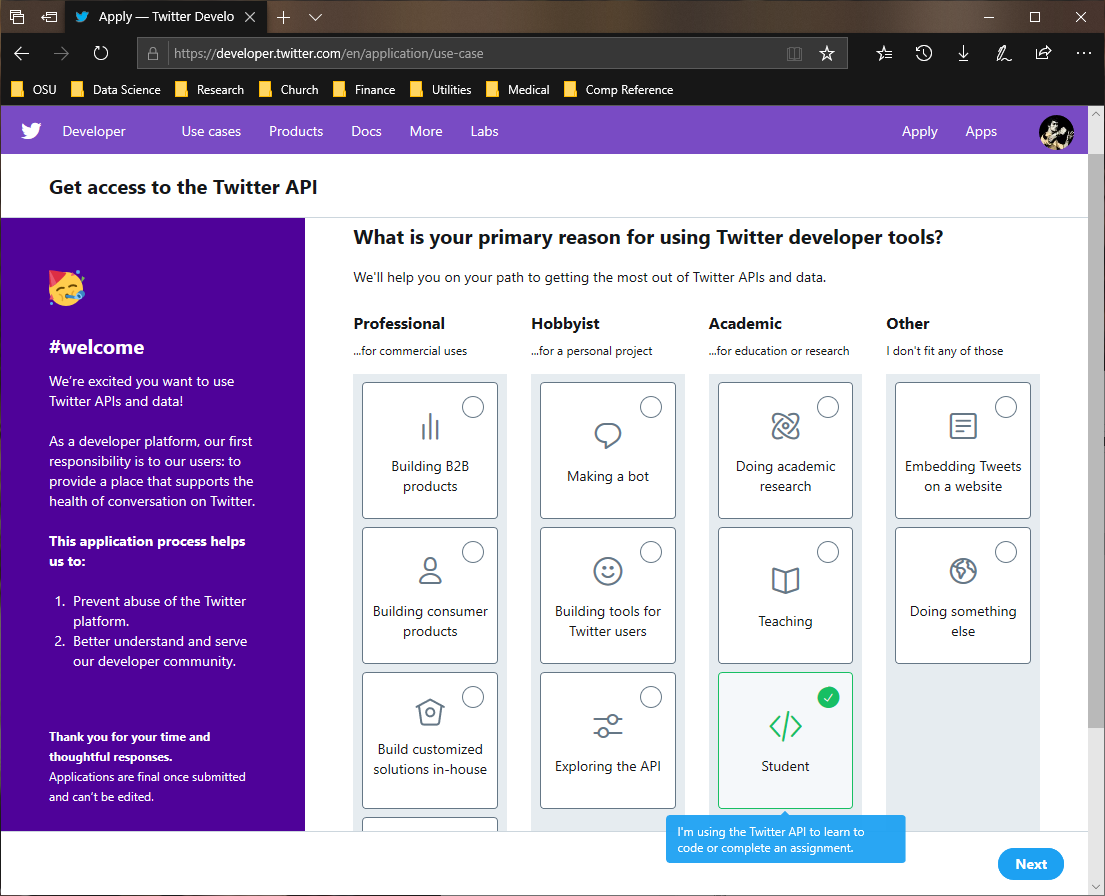 Apply — Twitter Develo
https://developer.twitter.com/en/application/use-case
OSU Data Science Research Church Finance Utilities Medical Comp Reference
Developer Use cases Products Docs More Labs Apply Apps
Get access to the Twitter API
#welcome
We're excited you want to use
Twitter APIs and data!
As a developer platform, our first
responsibility is to our users: to
provide a place that supports the
health of conversation on Twitter.
This application process helps
us to:
1. Prevent abuse of the Twitter
platform.
2. Better understand and serve
our developer community.
Thank you for your time and
thoughtful responses.
Applications are final once submitted
and can't be edited.
What is your primary reason for using Twitter developer tools?
We'll help you on your path to getting the most out of Twitter APIs and data.
Professional
...for commercial uses
Building B2B
products
Building consumer
products
Build customized
solutions in-house
Hobbyist
...for a personal project
Making a bot
Building tools for
Twitter users
Exploring the API
Academic
...for education or research
Doing academic
research
Teaching
Student
I'm using the Twitter API to learn to
code or complete an assignment.
Other
I don't fit any of those
Embedding Tweets
on a website
Doing something
else
Next